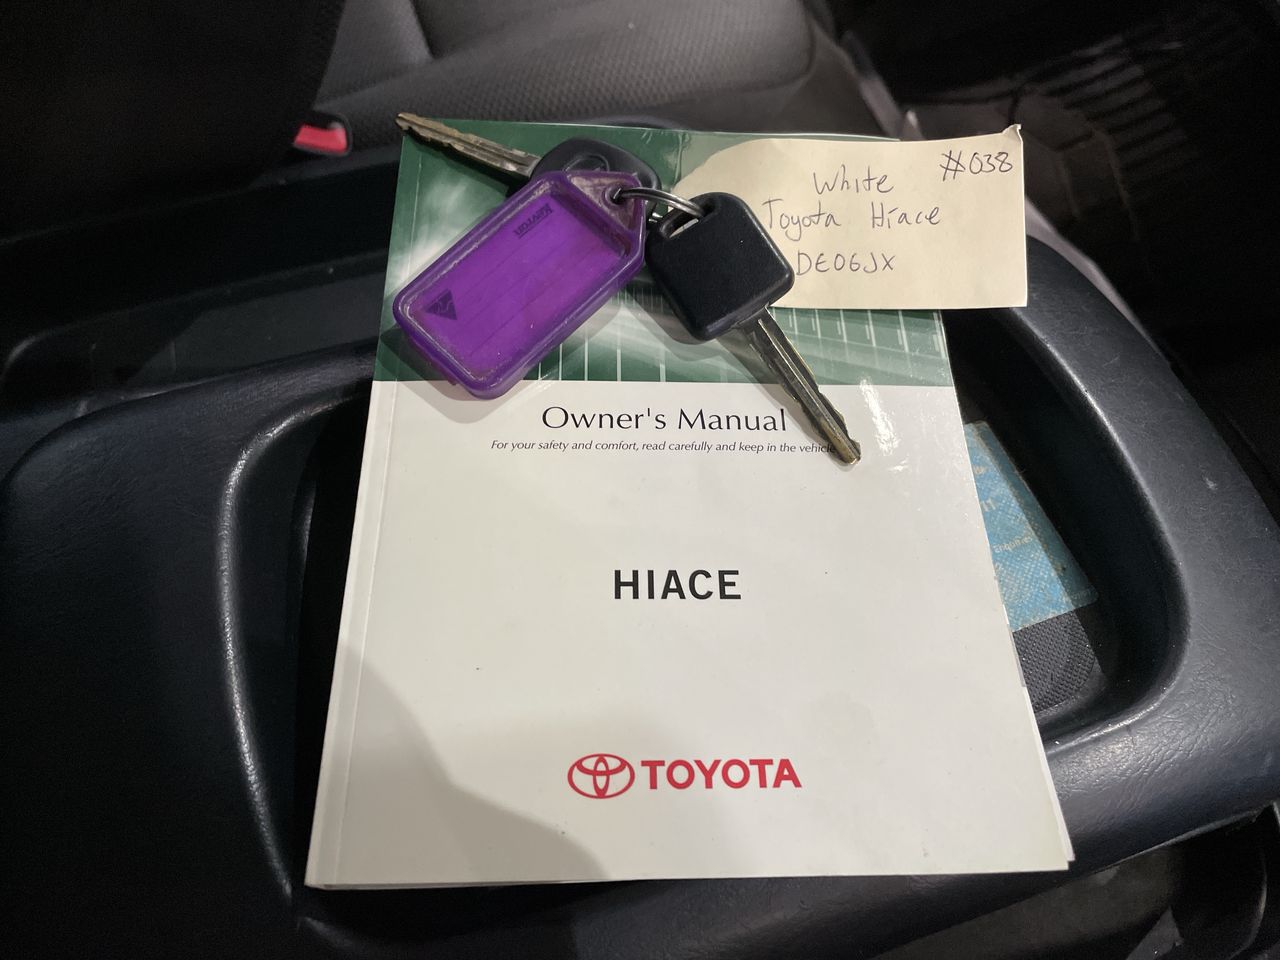 #038
White
Toyota Hiace
DE06JX
Kevron
Owner's Manual
For your safety and comfort, read carefully and keep in the vehicle
HIACE
TOYOTA